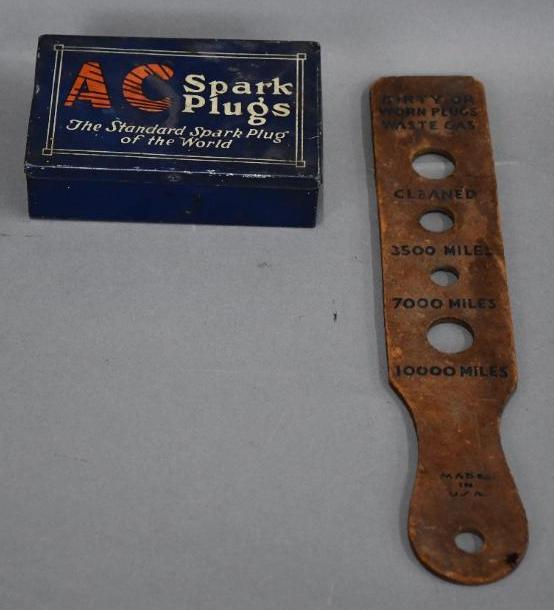 AC Spark
Plugs
The Standard Spark Plug
of the World
DIRTY OR
WORN PLUGS
WASTE GAS
CLEANED
3500 MILES
7000 MILES
10000 MILES
MADE
IN
USA